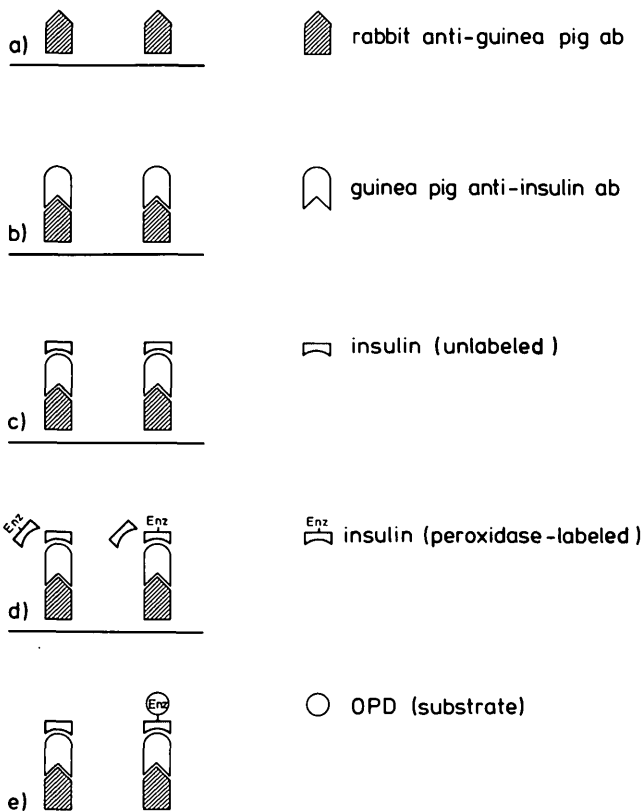 a) rabbit anti-guinea pig ab
b) guinea pig anti-insulin ab
c) insulin (unlabeled)
d) Enz Enz Enz insulin (peroxidase-labeled)
e) Enz OPD (substrate)